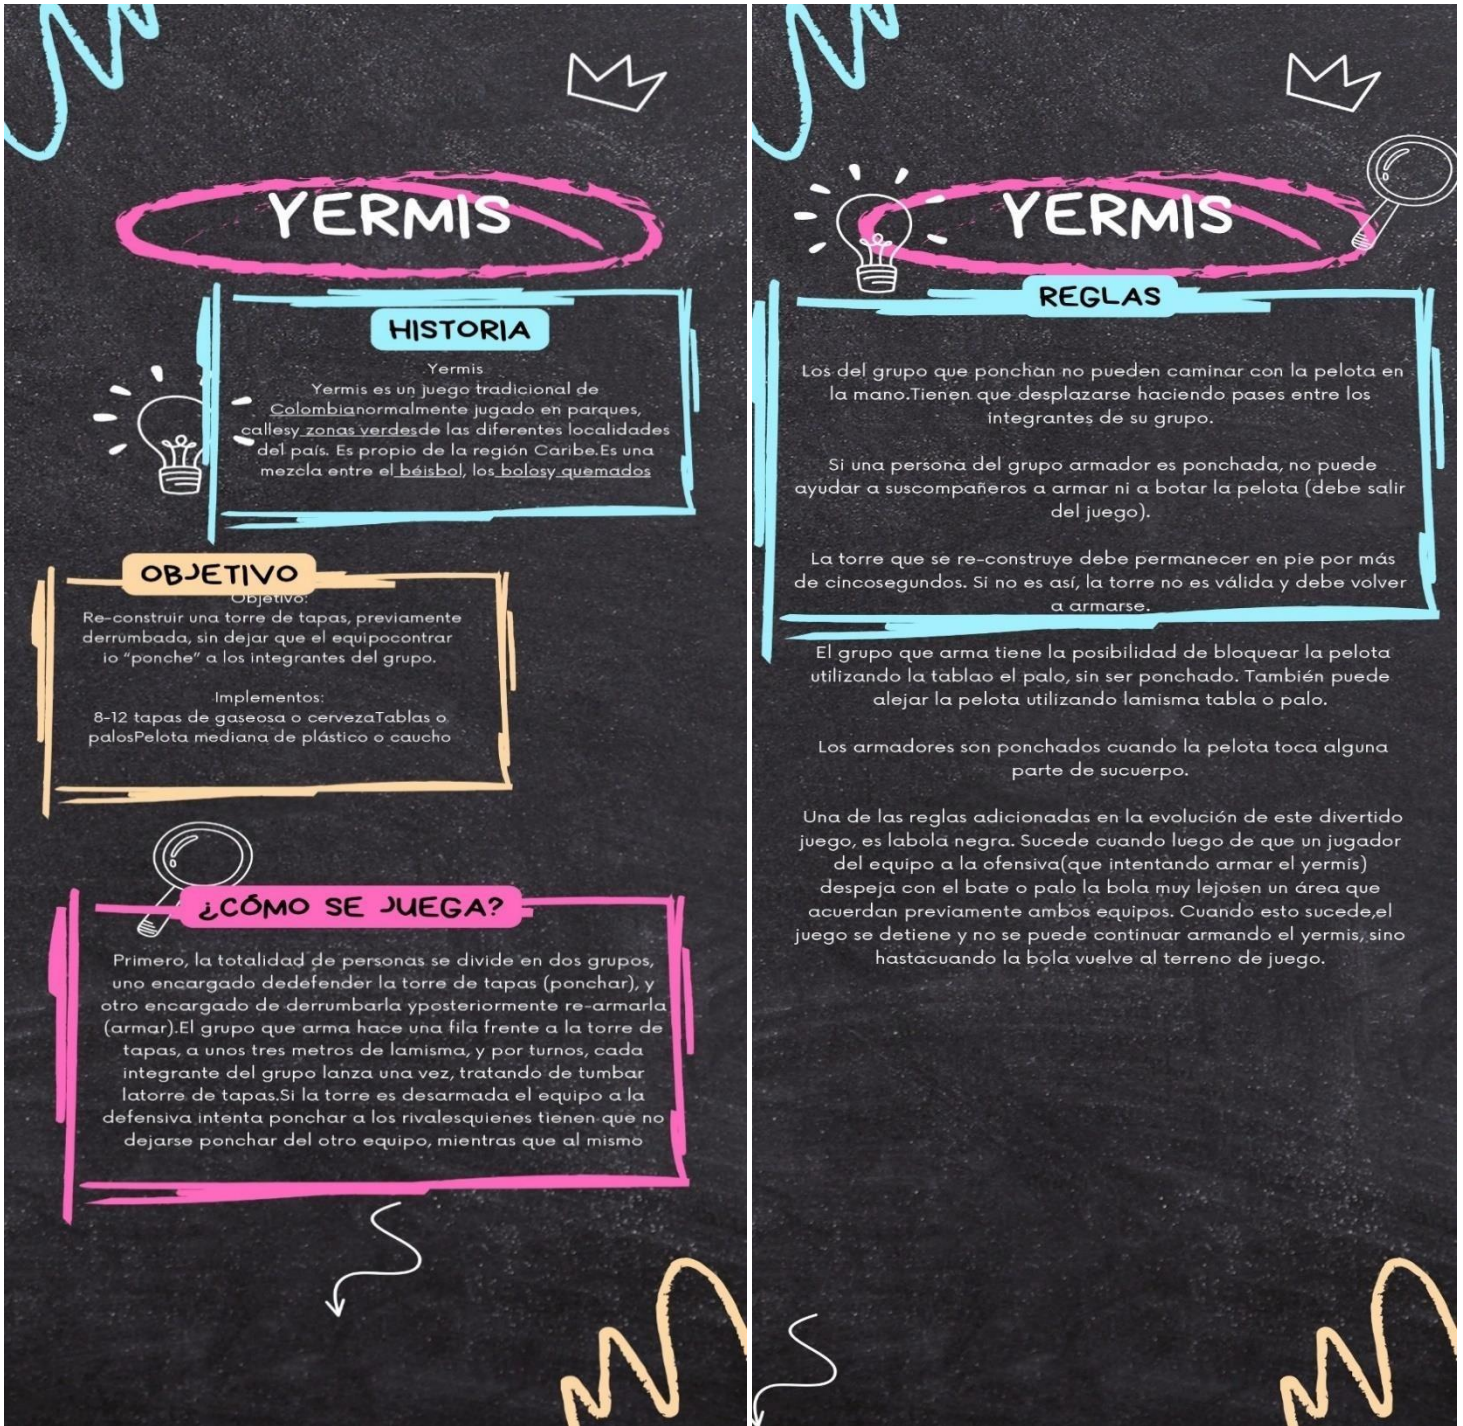 YERMIS
HISTORIA
Yermis
Yermis es un juego tradicional de
Colombianormalmente jugado en parques,
callesy zonas verdesde las diferentes localidades
del país. Es propio de la región Caribe.Es una
mezcla entre el béisbol, los bolosy quemados
OBJETIVO
Objetivo:
Re-construir una torre de tapas, previamente
derrumbada, sin dejar que el equipocontrar
io “ponche” a los integrantes del grupo.
Implementos:
8-12 tapas de gaseosa o cervezaTablas o
palosPelota mediana de plástico o caucho
¿CÓMO SE JUEGA?
Primero, la totalidad de personas se divide en dos grupos,
uno encargado dedefender la torre de tapas (ponchar), y
otro encargado de derrumbarla yposteriormente re-armarla
(armar).El grupo que arma hace una fila frente a la torre de
tapas, a unos tres metros de lamisma, y por turnos, cada
integrante del grupo lanza una vez, tratando de tumbar
latorre de tapas.Si la torre es desarmada el equipo a la
defensiva intenta ponchar a los rivalesquienes tienen que no
dejarse ponchar del otro equipo, mientras que al mismo
YERMIS
REGLAS
Los del grupo que ponchan no pueden caminar con la pelota en
la mano.Tienen que desplazarse haciendo pases entre los
integrantes de su grupo.
Si una persona del grupo armador es ponchada, no puede
ayudar a suscompañeros a armar ni a botar la pelota (debe salir
del juego).
La torre que se re-construye debe permanecer en pie por más
de cincosegundos. Si no es así, la torre no es válida y debe volver
a armarse.
El grupo que arma tiene la posibilidad de bloquear la pelota
utilizando la tablao el palo, sin ser ponchado. También puede
alejar la pelota utilizando lamisma tabla o palo.
Los armadores son ponchados cuando la pelota toca alguna
parte de sucuerpo.
Una de las reglas adicionadas en la evolución de este divertido
juego, es labola negra. Sucede cuando luego de que un jugador
del equipo a la ofensiva(que intentando armar el yermis)
despeja con el bate o palo la bola muy lejosen un área que
acuerdan previamente ambos equipos. Cuando esto sucede,el
juego se detiene y no se puede continuar armando el yermis, sino
hastacuando la bola vuelve al terreno de juego.